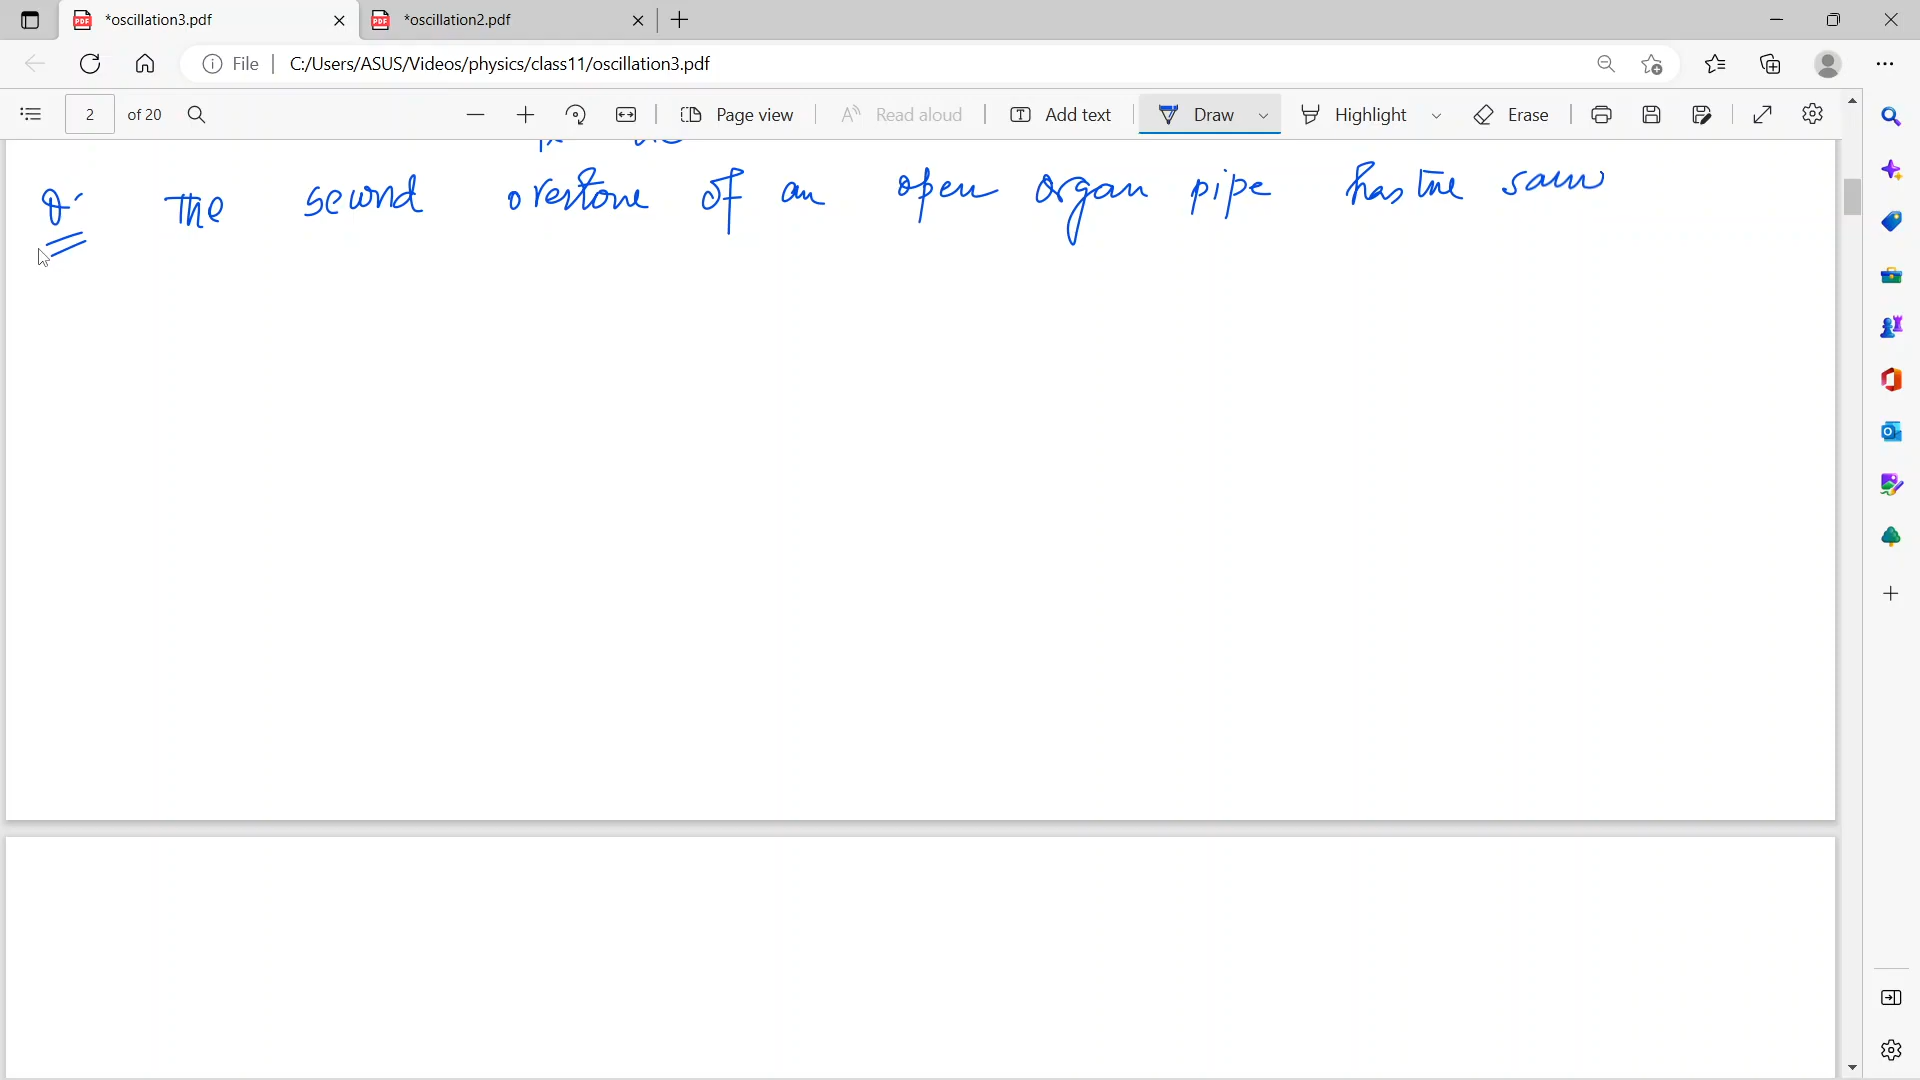 *oscillation3.pdf
*oscillation2.pdf
File
C:/Users/ASUS/Videos/physics/class11/oscillation3.pdf
2 of 20
Page view
Read aloud
Add text
Draw
Highlight
Erase
Q. The second overtone of an open organ pipe has the same